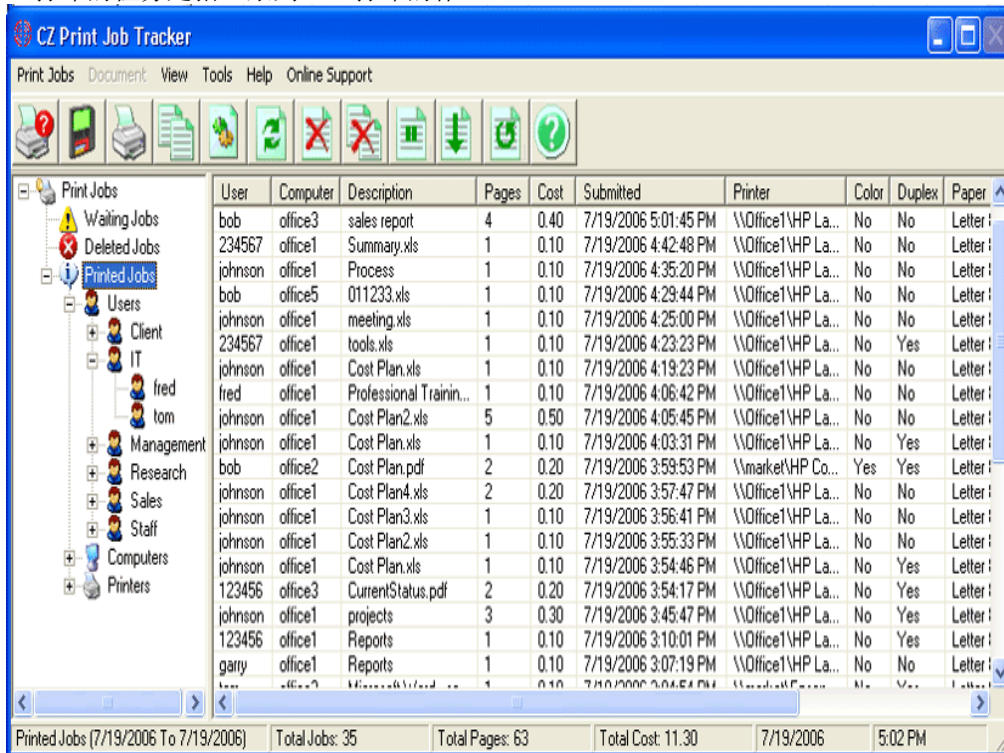 CZ Print Job Tracker
Print Jobs Document View Tools Help Online Support
Print Jobs
Waiting Jobs
Deleted Jobs
Printed Jobs
Users
Client
IT
fred
tom
Management
Research
Sales
Staff
Computers
Printers
User Computer Description Pages Cost Submitted Printer Color Duplex Paper
bob office3 sales report 4 0.40 7/19/2006 5:01:45 PM \\Office1\HP La... No No Letter
234567 office1 Summary.xls 1 0.10 7/19/2006 4:42:48 PM \\Office1\HP La... No No Letter
johnson office1 Process 1 0.10 7/19/2006 4:35:20 PM \\Office1\HP La... No No Letter
bob office5 011233.xls 1 0.10 7/19/2006 4:29:44 PM \\Office1\HP La... No No Letter
johnson office1 meeting.xls 1 0.10 7/19/2006 4:25:00 PM \\Office1\HP La... No No Letter
234567 office1 tools.xls 1 0.10 7/19/2006 4:23:23 PM \\Office1\HP La... No Yes Letter
johnson office1 Cost Plan.xls 1 0.10 7/19/2006 4:19:23 PM \\Office1\HP La... No No Letter
fred office1 Professional Trainin... 1 0.10 7/19/2006 4:06:42 PM \\Office1\HP La... No No Letter
johnson office1 Cost Plan2.xls 5 0.50 7/19/2006 4:05:45 PM \\Office1\HP La... No No Letter
johnson office1 Cost Plan.xls 1 0.10 7/19/2006 4:03:31 PM \\Office1\HP La... No Yes Letter
bob office2 Cost Plan.pdf 2 0.20 7/19/2006 3:59:53 PM \\market\HP Co... Yes Yes Letter
johnson office1 Cost Plan4.xls 2 0.20 7/19/2006 3:57:47 PM \\Office1\HP La... No No Letter
johnson office1 Cost Plan3.xls 1 0.10 7/19/2006 3:56:41 PM \\Office1\HP La... No No Letter
johnson office1 Cost Plan2.xls 1 0.10 7/19/2006 3:55:33 PM \\Office1\HP La... No No Letter
johnson office1 Cost Plan.xls 1 0.10 7/19/2006 3:54:46 PM \\Office1\HP La... No Yes Letter
123456 office3 CurrentStatus.pdf 2 0.20 7/19/2006 3:54:17 PM \\Office1\HP La... No Yes Letter
johnson office1 projects 3 0.30 7/19/2006 3:45:47 PM \\Office1\HP La... No Yes Letter
123456 office1 Reports 1 0.10 7/19/2006 3:10:01 PM \\Office1\HP La... No Yes Letter
garry office1 Reports 1 0.10 7/19/2006 3:07:19 PM \\Office1\HP La... No No Letter
Printed Jobs (7/19/2006 To 7/19/2006) Total Jobs: 35 Total Pages: 63 Total Cost: 11.30 7/19/2006 5:02 PM